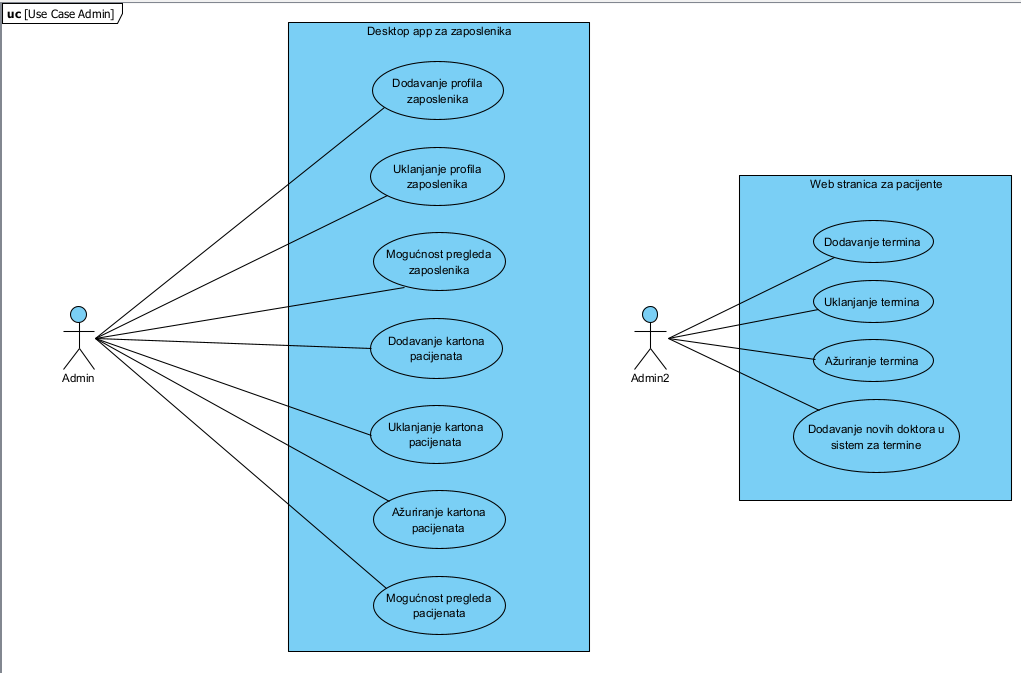 uc [Use Case Admin]
Desktop app za zaposlenika
Dodavanje profila
zaposlenika
Uklanjanje profila
zaposlenika
Mogućnost pregleda
zaposlenika
Dodavanje kartona
pacijenata
Uklanjanje kartona
pacijenata
Ažuriranje kartona
pacijenata
Mogućnost pregleda
pacijenata
Admin
Web stranica za pacijente
Dodavanje termina
Uklanjanje termina
Ažuriranje termina
Dodavanje novih doktora u
sistem za termine
Admin2